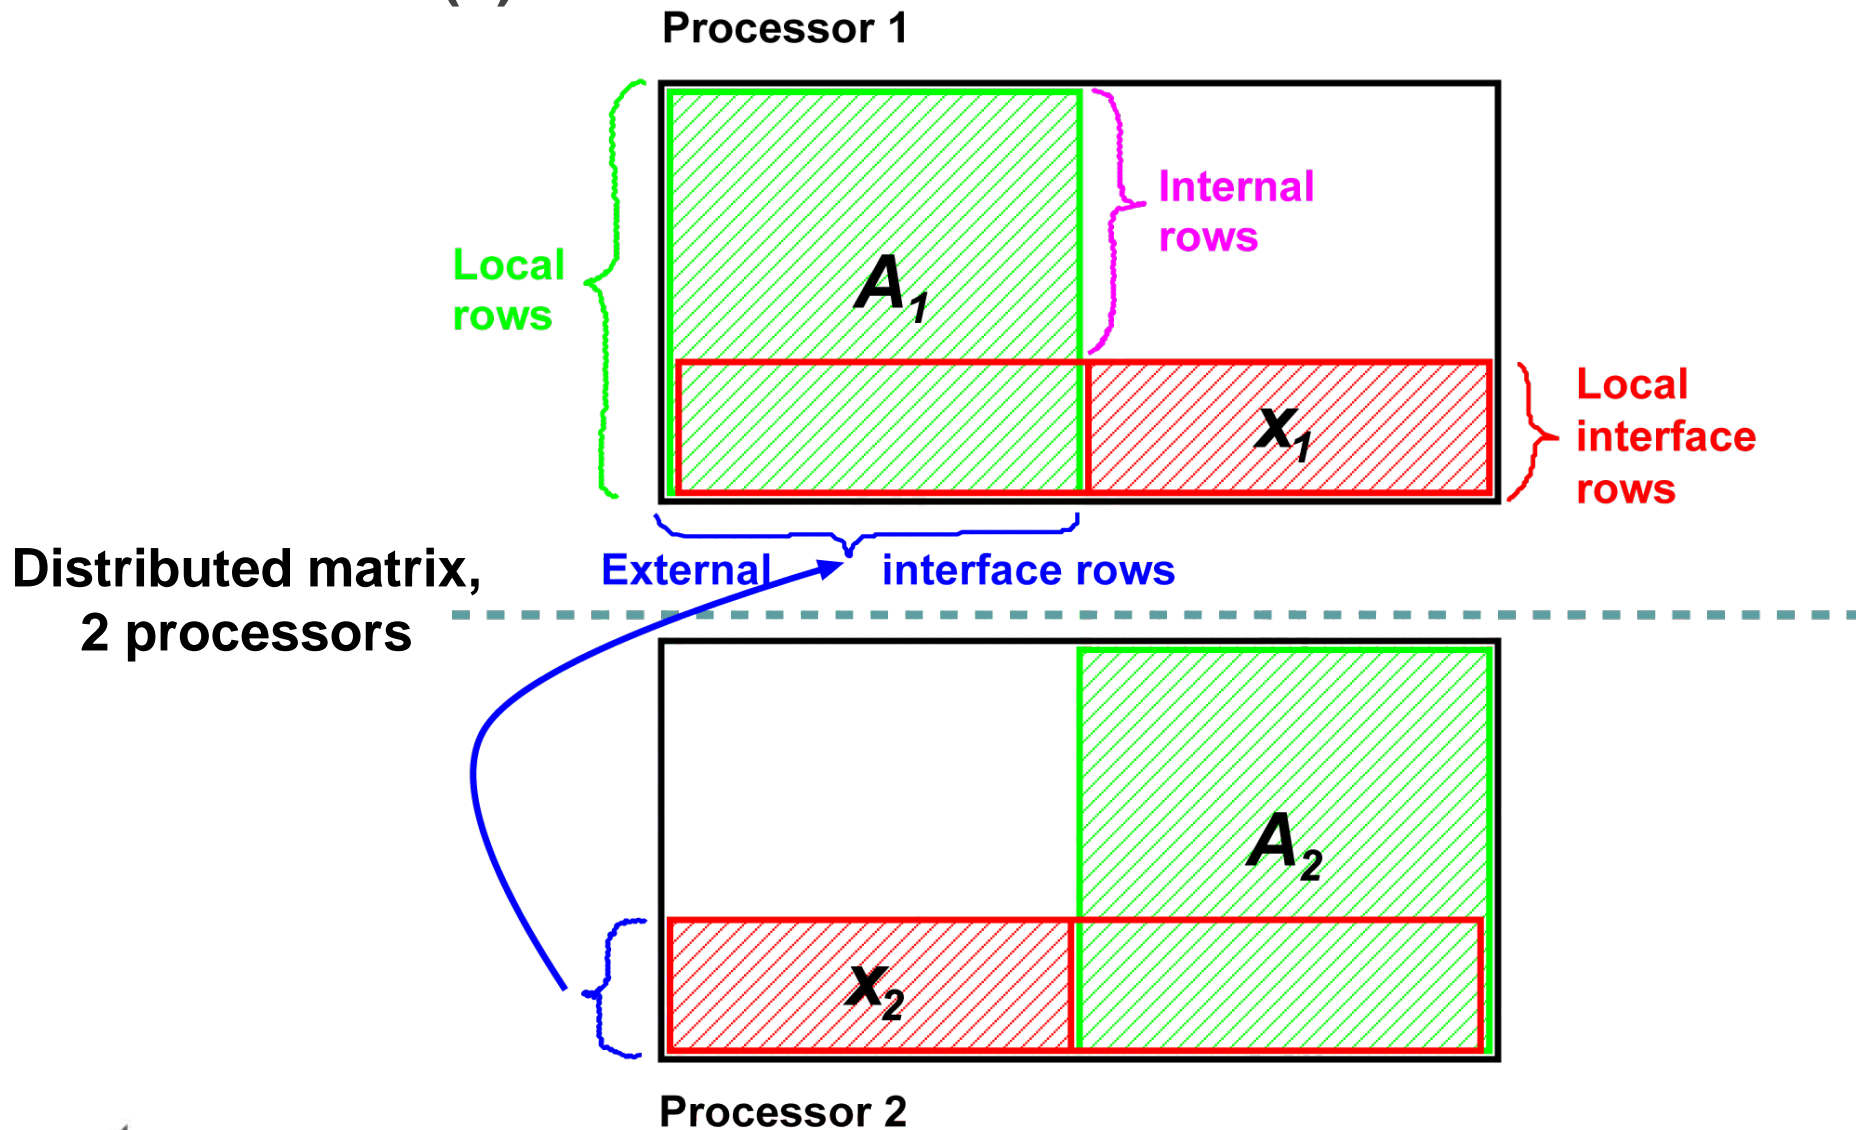 Processor 1
Internal
rows
Local
rows
A1
Local
interface
rows
x1
External interface rows
Distributed matrix,
2 processors
A2
x2
Processor 2